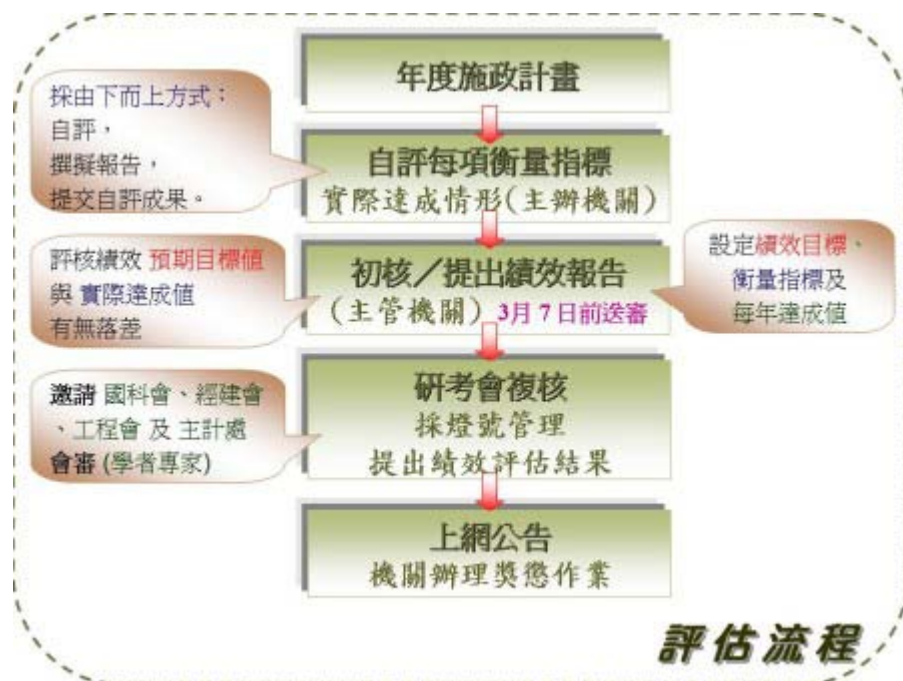 年度施政計畫
採由下而上方式：
自評，
撰擬報告，
提交自評成果。
自評每項衡量指標
實際達成情形(主辦機關)
評核績效 預期目標值
與 實際達成值
有無落差
初核／提出績效報告
(主管機關) 3月 7 日前送審
設定績效目標、
衡量指標及
每年達成值
邀請 國科會、經建會
、工程會 及 主計處
會審 (學者專家)
研考會複核
採燈號管理
提出績效評估結果
上網公告
機關辦理獎懲作業
評估流程